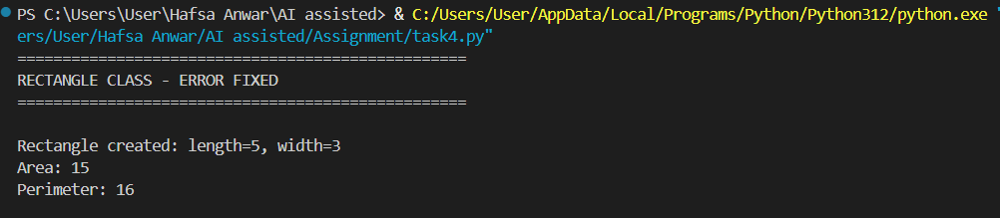 PS C:\Users\User\Hafsa Anwar\AI assisted> & C:/Users/User/AppData/Local/Programs/Python/Python312/python.exe "
ers/User/Hafsa Anwar/AI assisted/Assignment/task4.py"
==================================================
RECTANGLE CLASS - ERROR FIXED
==================================================
Rectangle created: length=5, width=3
Area: 15
Perimeter: 16